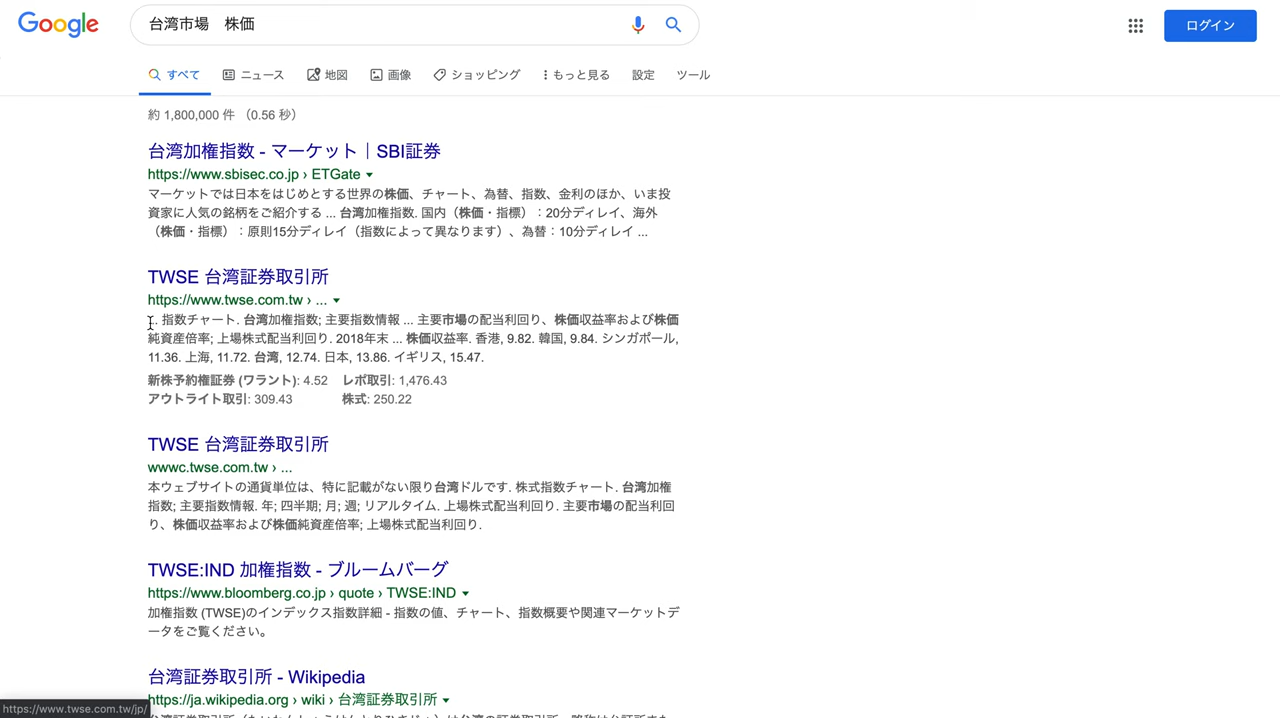 Google
台湾市場　株価
ログイン
すべて ニュース 地図 画像 ショッピング もっと見る 設定 ツール
約 1,800,000 件 （0.56 秒）
台湾加権指数 - マーケット｜SBI証券
https://www.sbisec.co.jp › ETGate
マーケットでは日本をはじめとする世界の株価、チャート、為替、指数、金利のほか、いま投
資家に人気の銘柄をご紹介する ... 台湾加権指数. 国内（株価・指標）：20分ディレイ、海外
（株価・指標）：原則15分ディレイ（指数によって異なります）、為替：10分ディレイ ...
TWSE 台湾証券取引所
https://www.twse.com.tw › ...
. 指数チャート. 台湾加権指数; 主要指数情報 ... 主要市場の配当利回り、株価収益率および株価
純資産倍率; 上場株式配当利回り. 2018年末 ... 株価収益率. 香港, 9.82. 韓国, 9.84. シンガポール,
11.36. 上海, 11.72. 台湾, 12.74. 日本, 13.86. イギリス, 15.47.
新株予約権証券 (ワラント): 4.52 レポ取引: 1,476.43
アウトライト取引: 309.43 株式: 250.22
TWSE 台湾証券取引所
wwwc.twse.com.tw › ...
本ウェブサイトの通貨単位は、特に記載がない限り台湾ドルです. 株式指数チャート. 台湾加権
指数; 主要指数情報. 年; 四半期; 月; 週; リアルタイム. 上場株式配当利回り. 主要市場の配当利回
り、株価収益率および株価純資産倍率; 上場株式配当利回り.
TWSE:IND 加権指数 - ブルームバーグ
https://www.bloomberg.co.jp › quote › TWSE:IND
加権指数 (TWSE)のインデックス指数詳細 - 指数の値、チャート、指数概要や関連マーケットデ
ータをご覧ください。
台湾証券取引所 - Wikipedia
https://ja.wikipedia.org › wiki › 台湾証券取引所
https://www.twse.com.tw/jp/